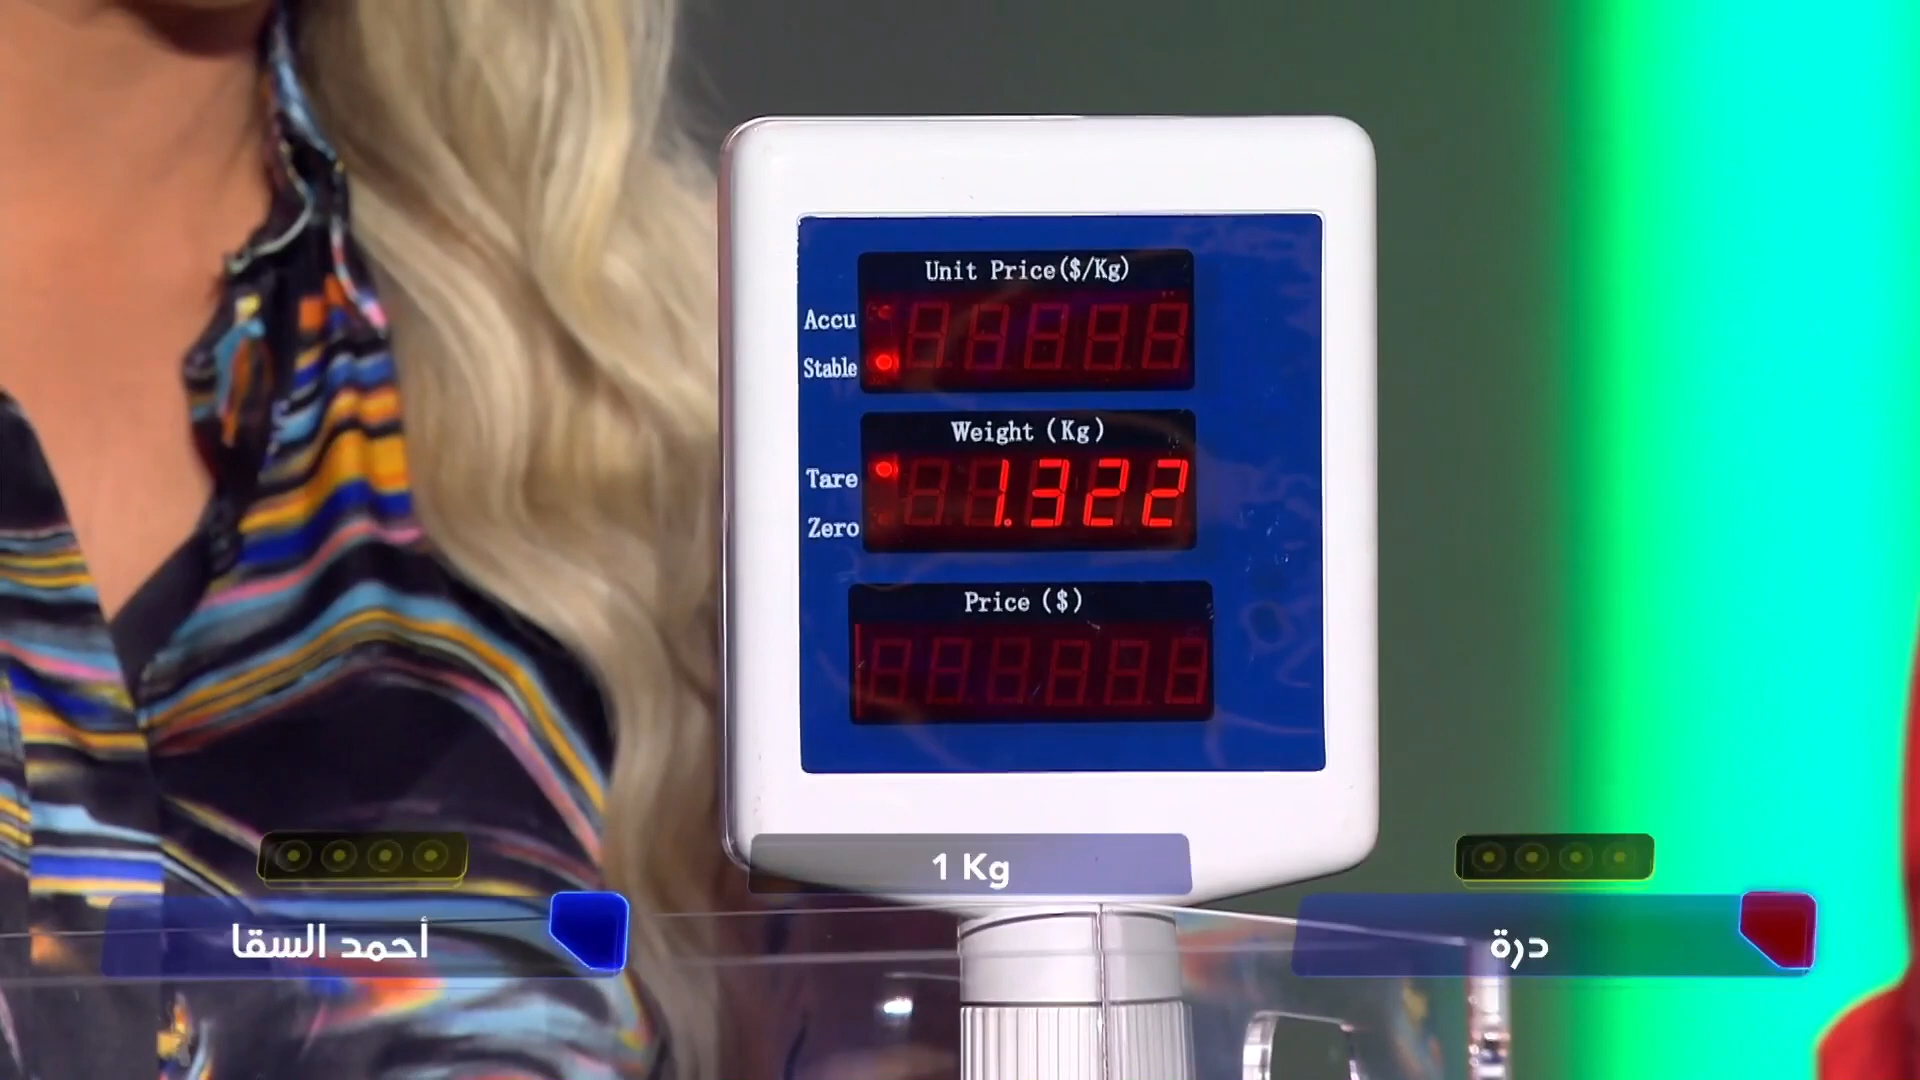 Unit Price($/Kg)
Accu
Stable
Weight (Kg)
Tare
1.322
Zero
Price ($)
1 Kg
أحمد السقا
درة